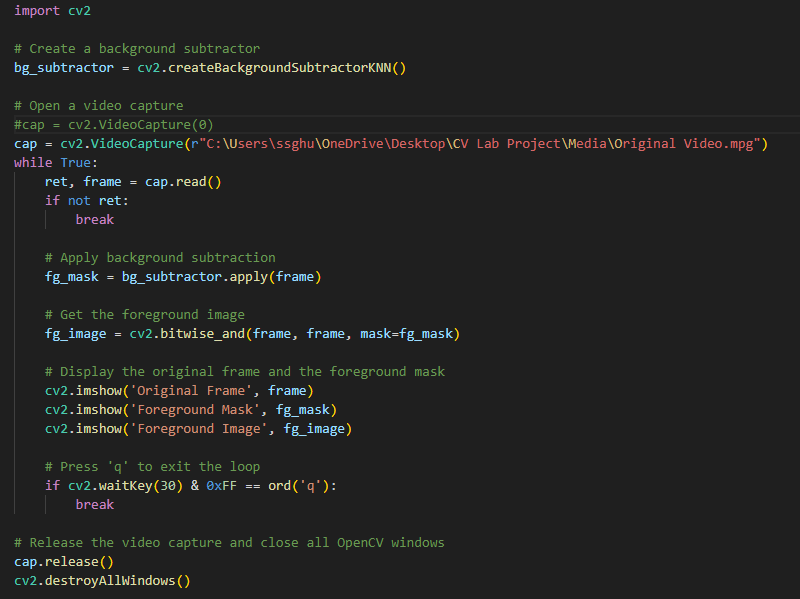 import cv2

# Create a background subtractor
bg_subtractor = cv2.createBackgroundSubtractorKNN()

# Open a video capture
#cap = cv2.VideoCapture(0)
cap = cv2.VideoCapture(r"C:\Users\ssghu\OneDrive\Desktop\CV Lab Project\Media\Original Video.mpg")
while True:
    ret, frame = cap.read()
    if not ret:
        break

    # Apply background subtraction
    fg_mask = bg_subtractor.apply(frame)

    # Get the foreground image
    fg_image = cv2.bitwise_and(frame, frame, mask=fg_mask)

    # Display the original frame and the foreground mask
    cv2.imshow('Original Frame', frame)
    cv2.imshow('Foreground Mask', fg_mask)
    cv2.imshow('Foreground Image', fg_image)

    # Press 'q' to exit the loop
    if cv2.waitKey(30) & 0xFF == ord('q'):
        break

# Release the video capture and close all OpenCV windows
cap.release()
cv2.destroyAllWindows()